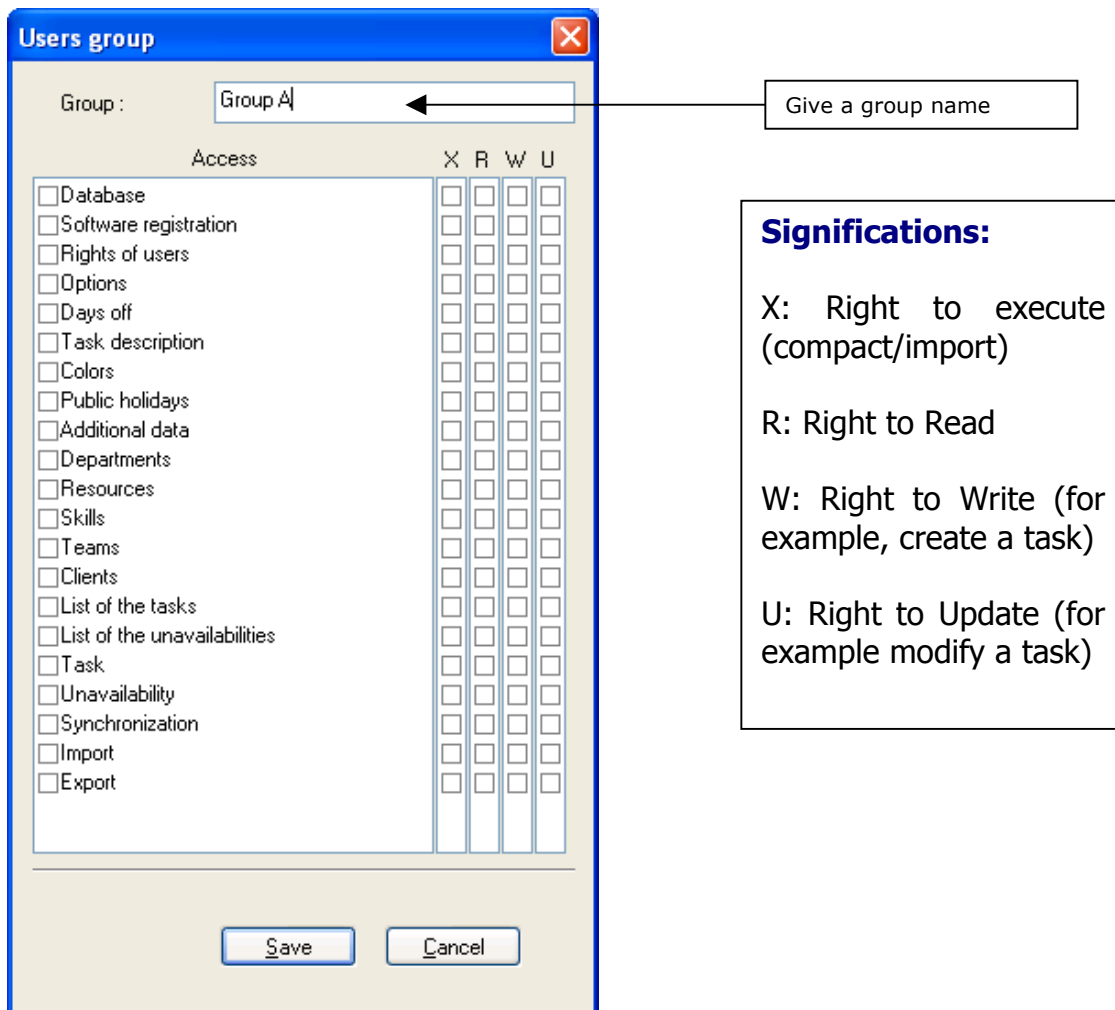 Users group
Group :
Group A
Give a group name
Access X R W U
Database
Software registration
Rights of users
Options
Days off
Task description
Colors
Public holidays
Additional data
Departments
Resources
Skills
Teams
Clients
List of the tasks
List of the unavailabilities
Task
Unavailability
Synchronization
Import
Export
Save
Cancel
Significations:
X: Right to execute
(compact/import)
R: Right to Read
W: Right to Write (for
example, create a task)
U: Right to Update (for
example modify a task)